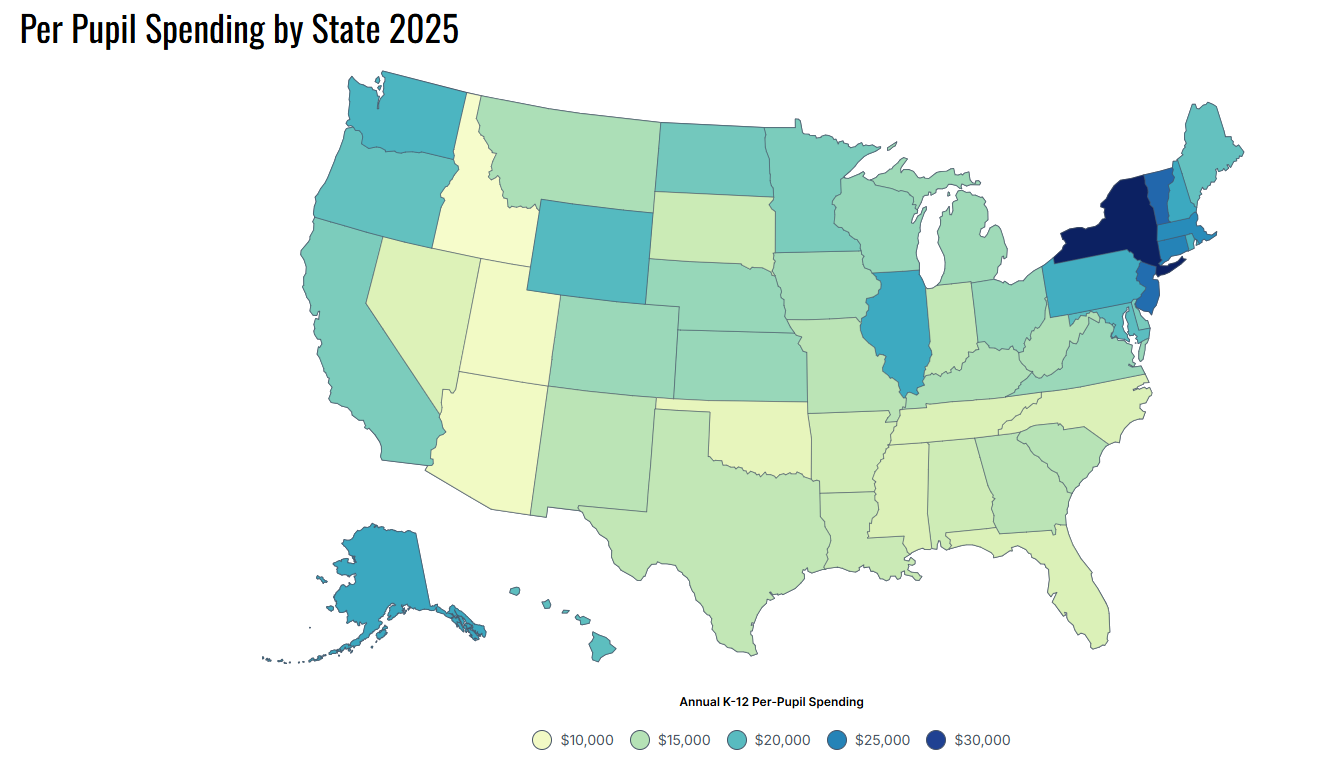 Per Pupil Spending by State 2025
Annual K-12 Per-Pupil Spending
$10,000 $15,000 $20,000 $25,000 $30,000